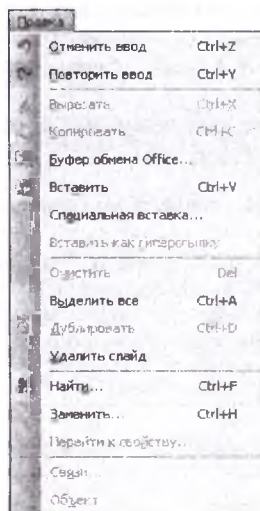 Правка
Отменить ввод Ctrl+Z
Повторить ввод Ctrl+Y
Вырезать Ctrl+X
Копировать Ctrl+C
Буфер обмена Office...
Вставить Ctrl+V
Специальная вставка...
Вставить как гиперссылку
Очистить Del
Выделить все Ctrl+A
Дублировать Ctrl+D
Удалить слайд
Найти... Ctrl+F
Заменить... Ctrl+H
Перейти к свойству...
Связи...
Объект